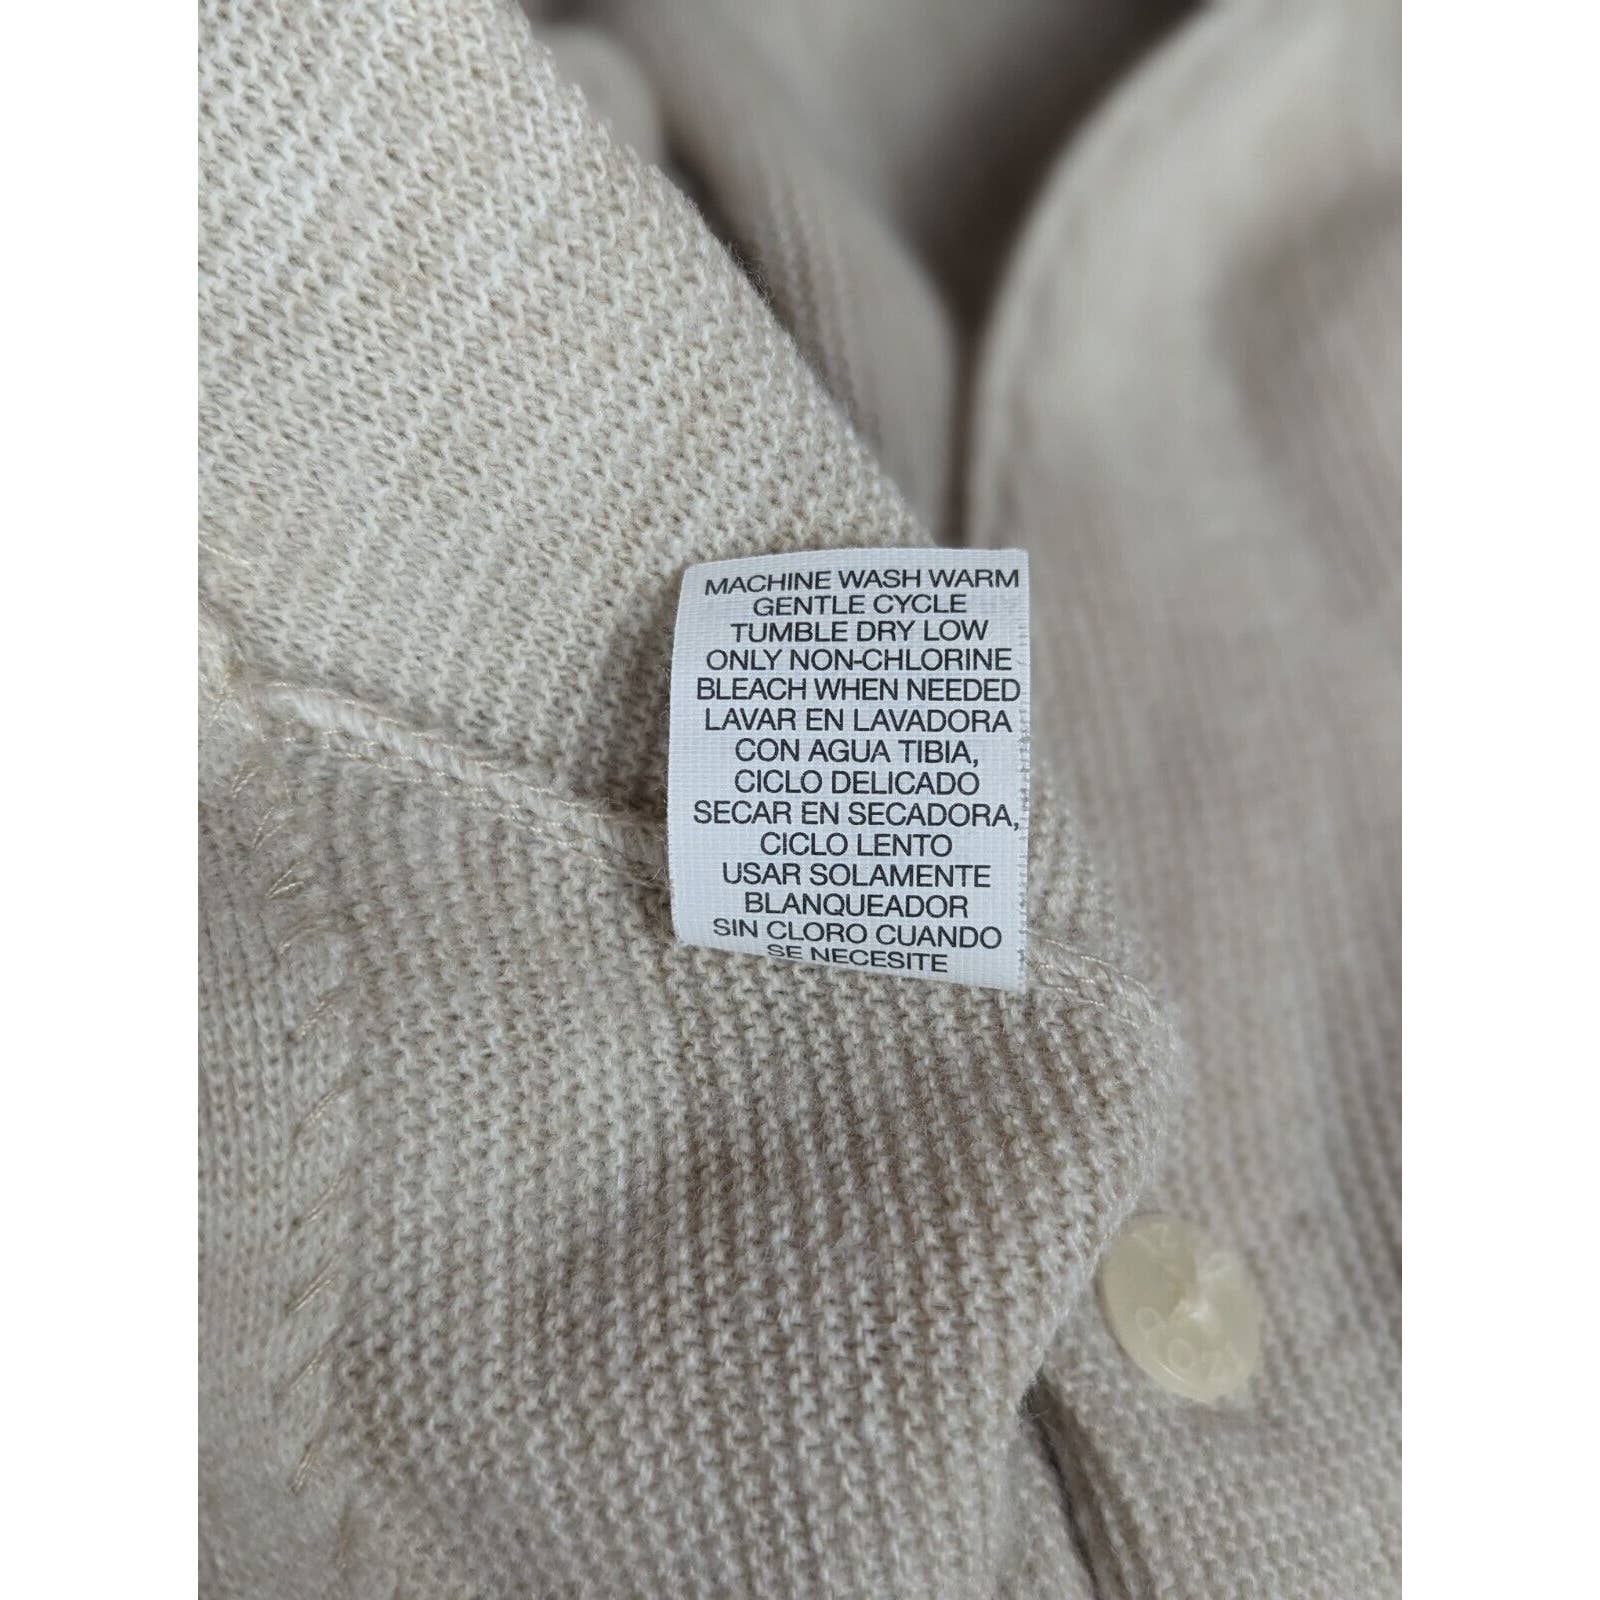 MACHINE WASH WARM
GENTLE CYCLE
TUMBLE DRY LOW
ONLY NON-CHLORINE
BLEACH WHEN NEEDED
LAVAR EN LAVADORA
CON AGUA TIBIA,
CICLO DELICADO
SECAR EN SECADORA,
CICLO LENTO
USAR SOLAMENTE
BLANQUEADOR
SIN CLORO CUANDO
SE NECESITE